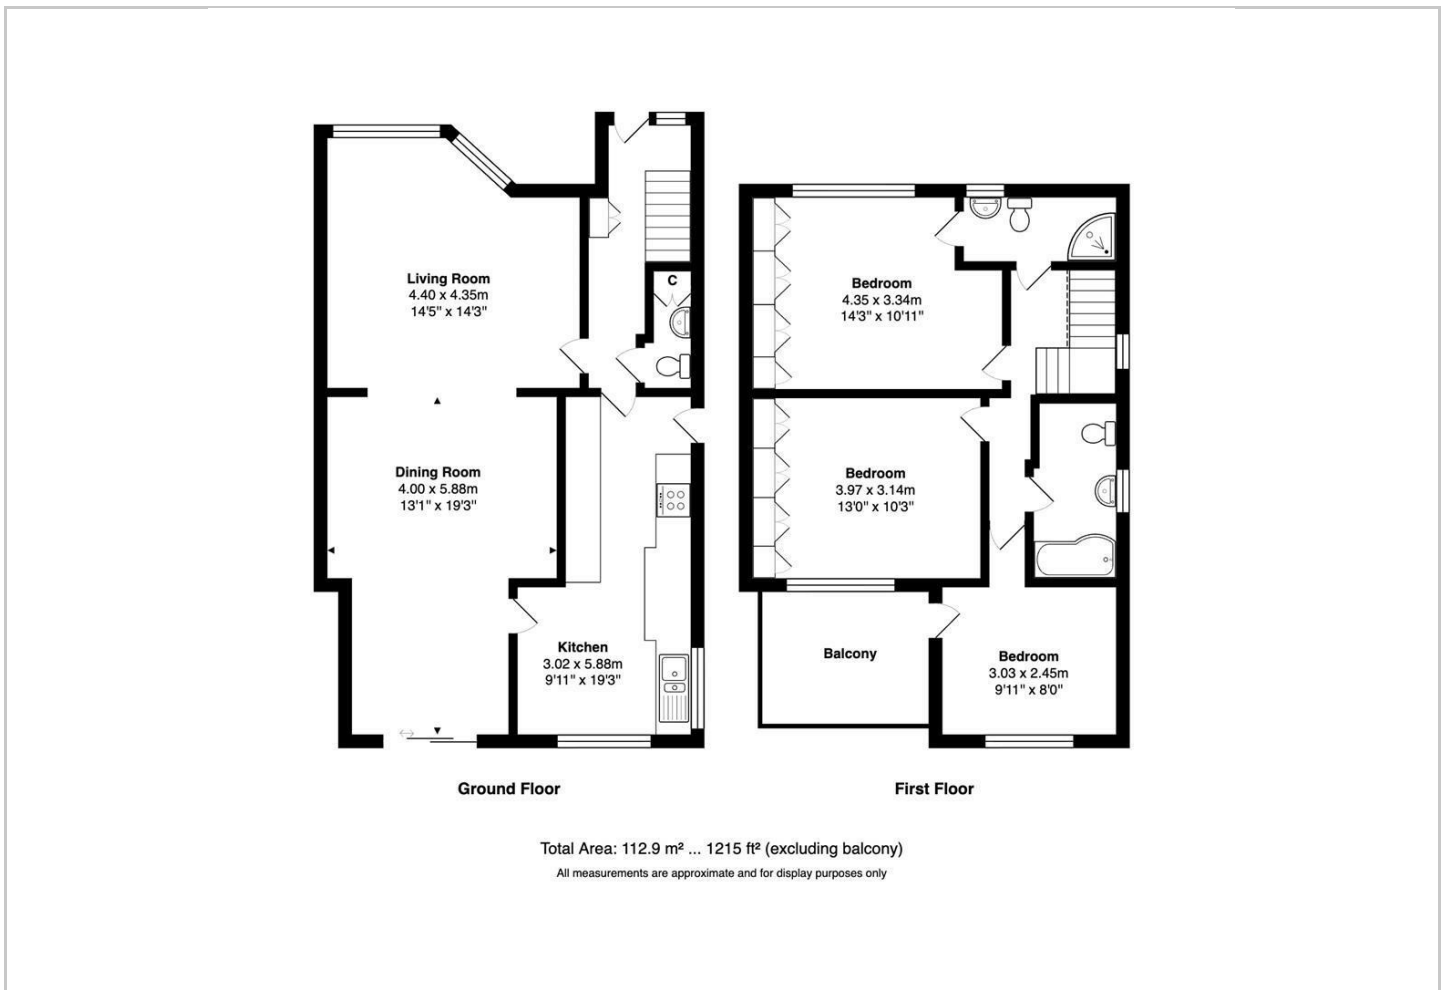 Living Room
4.40 x 4.35m
14'5" x 14'3"
C
Dining Room
4.00 x 5.88m
13'1" x 19'3"
Kitchen
3.02 x 5.88m
9'11" x 19'3"
Ground Floor
Bedroom
4.35 x 3.34m
14'3" x 10'11"
Bedroom
3.97 x 3.14m
13'0" x 10'3"
Balcony
Bedroom
3.03 x 2.45m
9'11" x 8'0"
First Floor
Total Area: 112.9 m² ... 1215 ft² (excluding balcony)
All measurements are approximate and for display purposes only